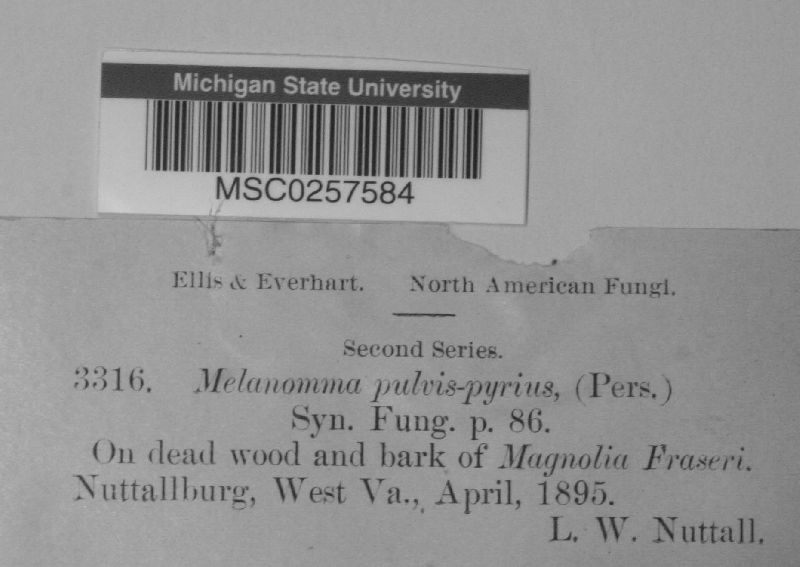 Michigan State University
MSC0257584
Ellis & Everhart. North American Fungi.
Second Series.
3316. Melanomma pulvis-pyrius, (Pers.)
Syn. Fung. p. 86.
On dead wood and bark of Magnolia Fraseri.
Nuttallburg, West Va., April, 1895.
L. W. Nuttall.